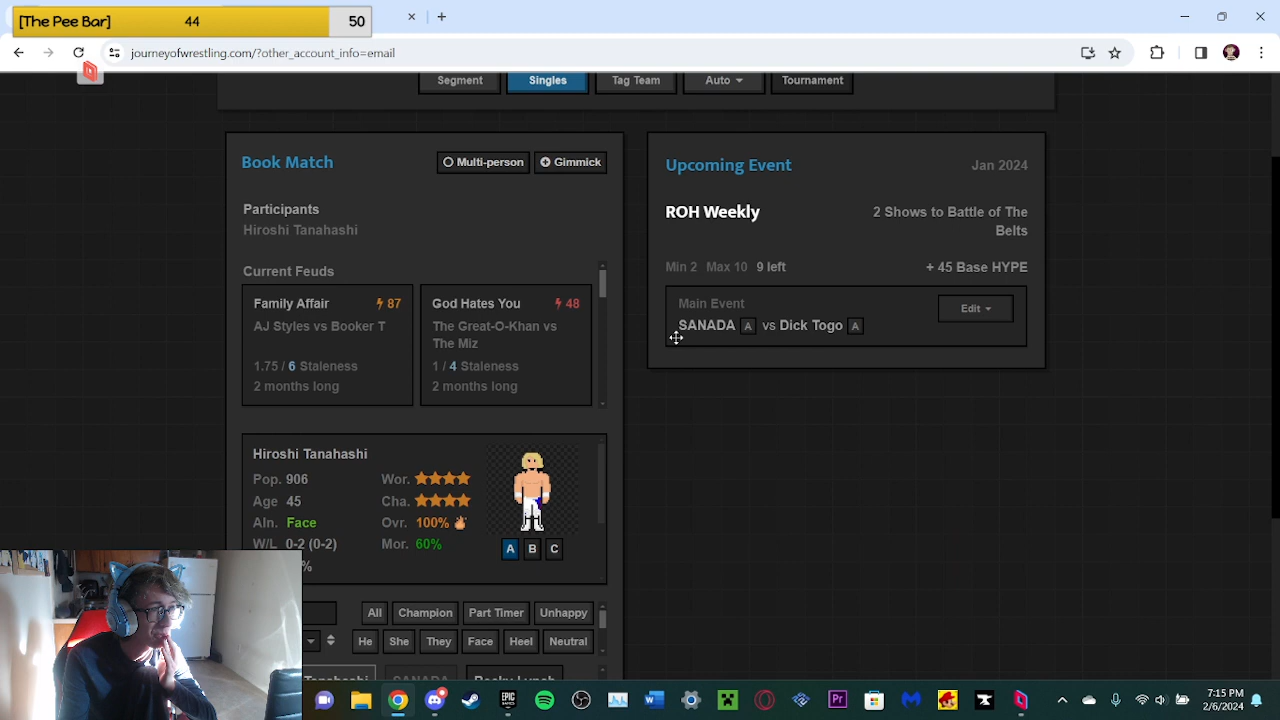 [The Pee Bar] 44 50
journeyofwrestling.com/?other_account_info=email
Segment Singles Tag Team Auto Tournament
Book Match Multi-person Gimmick
Participants
Hiroshi Tanahashi
Current Feuds
Family Affair 87
AJ Styles vs Booker T
1.75 / 6 Staleness
2 months long
God Hates You 48
The Great-O-Khan vs
The Miz
1 / 4 Staleness
2 months long
Hiroshi Tanahashi
Pop. 906 Wor.
Age 45 Cha.
Aln. Face Ovr. 100%
W/L 0-2 (0-2) Mor. 60%
A B C
%
All Champion Part Timer Unhappy
He She They Face Heel Neutral
Tanahashi SANADA Becky Lynch
Upcoming Event Jan 2024
ROH Weekly 2 Shows to Battle of The
Belts
Min 2 Max 10 9 left + 45 Base HYPE
Main Event Edit
SANADA A vs Dick Togo A
7:15 PM
2/6/2024